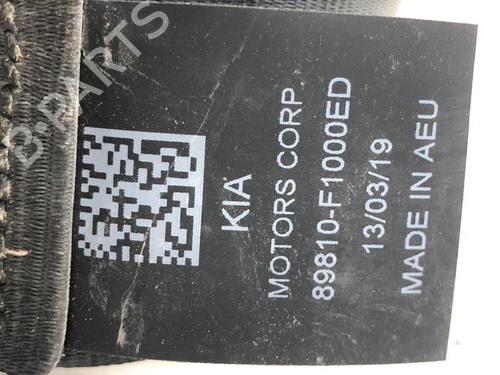 KIA
MOTORS CORP
89810-F1000ED
13/03/19
MADE IN AEU
B-PARTS